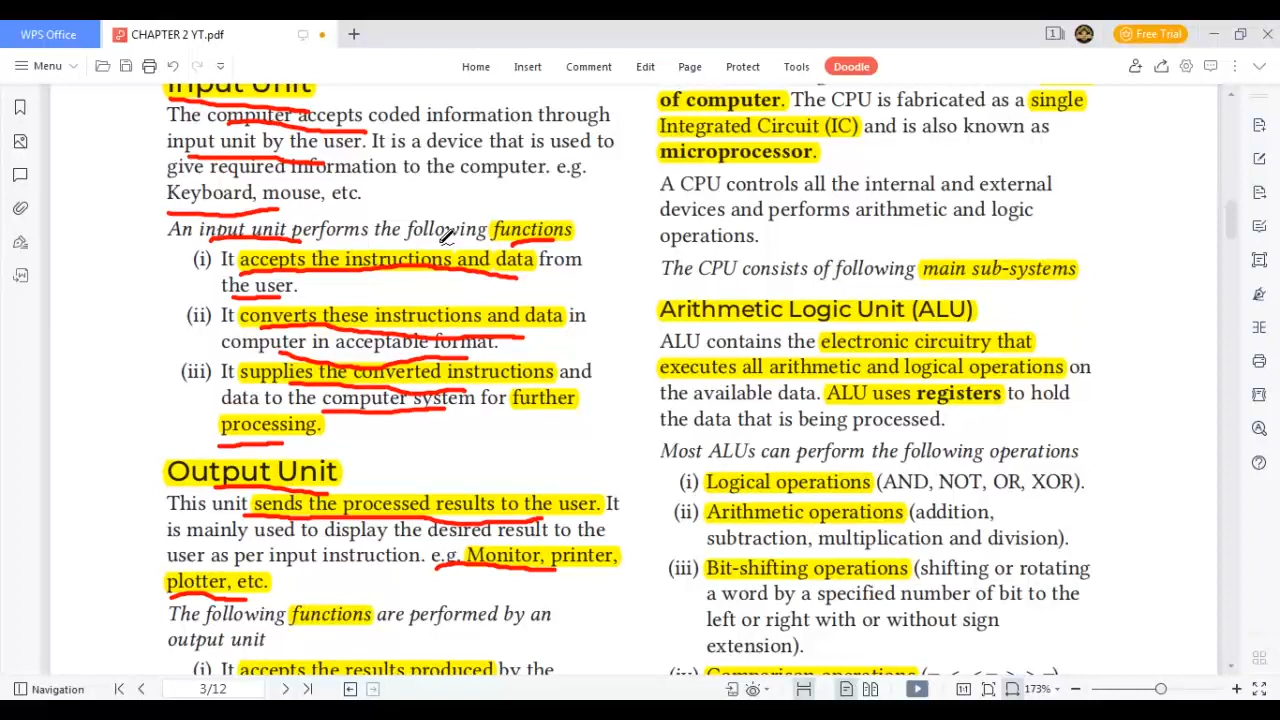 WPS Office
CHAPTER 2 YT.pdf
1
Free Trial
Menu
Home
Insert
Comment
Edit
Page
Protect
Tools
Doodle
Input Unit
The computer accepts coded information through
input unit by the user. It is a device that is used to
give required information to the computer. e.g.
Keyboard, mouse, etc.
An input unit performs the following functions
(i) It accepts the instructions and data from
the user.
(ii) It converts these instructions and data in
computer in acceptable format.
(iii) It supplies the converted instructions and
data to the computer system for further
processing.
Output Unit
This unit sends the processed results to the user. It
is mainly used to display the desired result to the
user as per input instruction. e.g. Monitor, printer,
plotter, etc.
The following functions are performed by an
output unit
(i) It accepts the results produced by the
of computer. The CPU is fabricated as a single
Integrated Circuit (IC) and is also known as
microprocessor.
A CPU controls all the internal and external
devices and performs arithmetic and logic
operations.
The CPU consists of following main sub-systems
Arithmetic Logic Unit (ALU)
ALU contains the electronic circuitry that
executes all arithmetic and logical operations on
the available data. ALU uses registers to hold
the data that is being processed.
Most ALUs can perform the following operations
(i) Logical operations (AND, NOT, OR, XOR).
(ii) Arithmetic operations (addition,
subtraction, multiplication and division).
(iii) Bit-shifting operations (shifting or rotating
a word by a specified number of bit to the
left or right with or without sign
extension).
(iv) Comparison operations
Navigation
3/12
173%